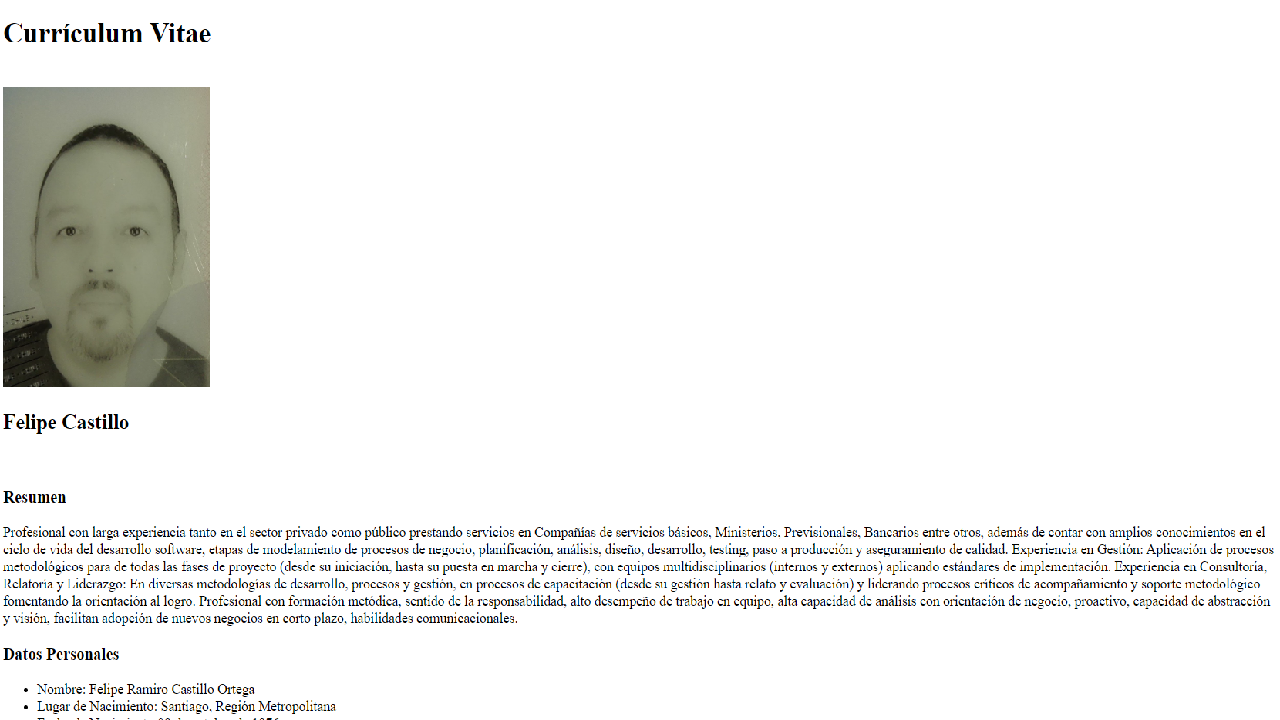 Currículum Vitae
Felipe Castillo
Resumen
Profesional con larga experiencia tanto en el sector privado como público prestando servicios en Compañías de servicios básicos, Ministerios. Previsionales, Bancarios entre otros, además de contar con amplios conocimientos en el
ciclo de vida del desarrollo software, etapas de modelamiento de procesos de negocio, planificación, análisis, diseño, desarrollo, testing, paso a producción y aseguramiento de calidad. Experiencia en Gestión: Aplicación de procesos
metodológicos para de todas las fases de proyecto (desde su iniciación, hasta su puesta en marcha y cierre), con equipos multidisciplinarios (internos y externos) aplicando estándares de implementación. Experiencia en Consultoría,
Relatoría y Liderazgo: En diversas metodologías de desarrollo, procesos y gestión, en procesos de capacitación (desde su gestión hasta relato y evaluación) y liderando procesos críticos de acompañamiento y soporte metodológico
fomentando la orientación al logro. Profesional con formación metódica, sentido de la responsabilidad, alto desempeño de trabajo en equipo, alta capacidad de análisis con orientación de negocio, proactivo, capacidad de abstracción
y visión, facilitan adopción de nuevos negocios en corto plazo, habilidades comunicacionales.
Datos Personales
Nombre: Felipe Ramiro Castillo Ortega
Lugar de Nacimiento: Santiago, Región Metropolitana